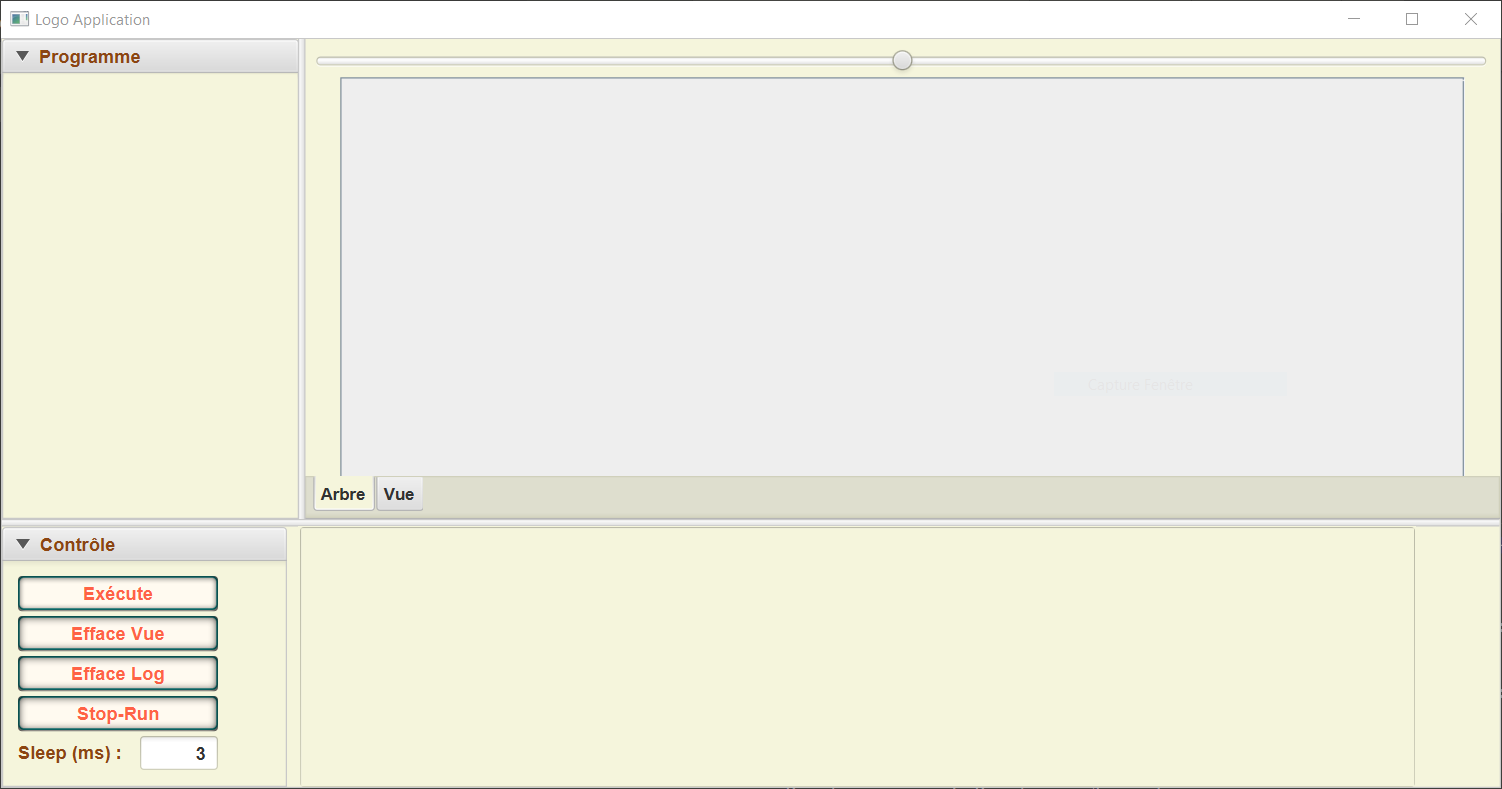 Logo Application
Programme
Capture Fenêtre
Arbre
Vue
Contrôle
Exécute
Efface Vue
Efface Log
Stop-Run
Sleep (ms) :
3